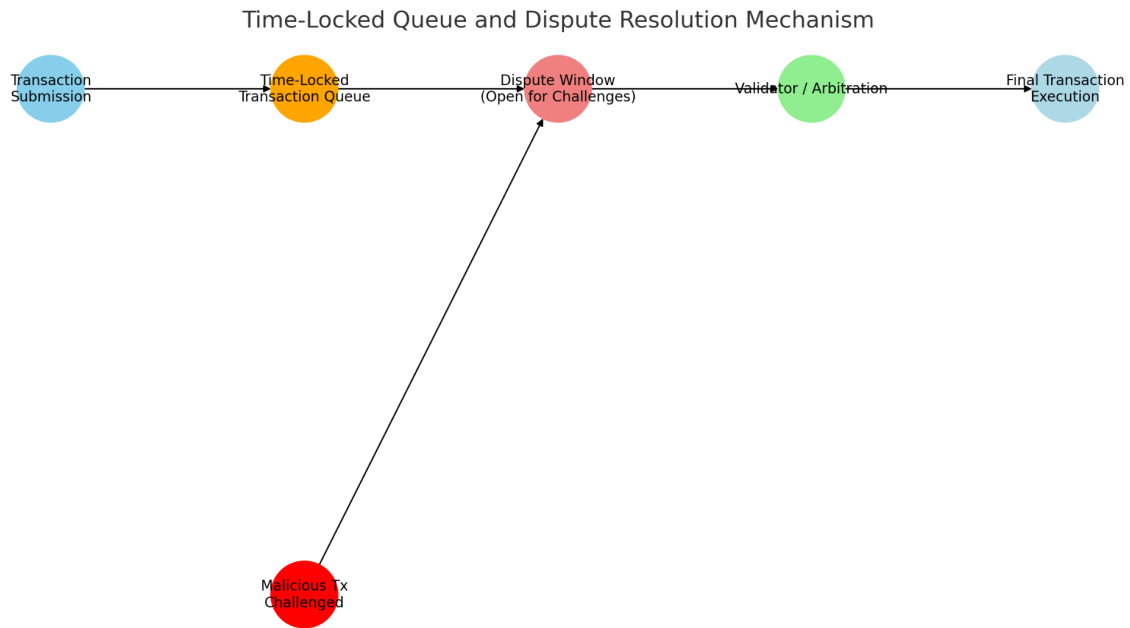 Time-Locked Queue and Dispute Resolution Mechanism
Transaction
Submission
Time-Locked
Transaction Queue
Dispute Window
(Open for Challenges)
Validator / Arbitration
Final Transaction
Execution
Malicious Tx
Challenged